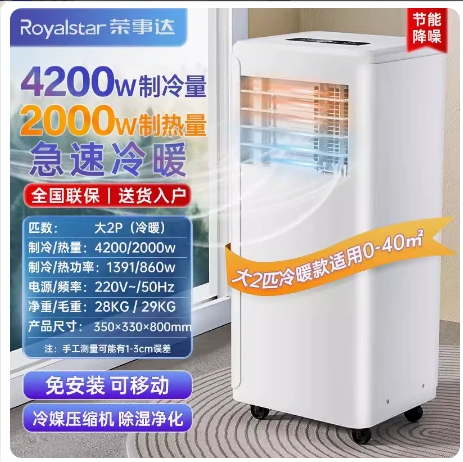 Royalstar 荣事达
节能
降噪
4200W制冷量
2000W制热量
急速冷暖
全国联保 | 送货入户
匹数： 大2P（冷暖）
制冷/热量：4200/2000w
制冷/热功率：1391/860w
电源/频率：220V~/50Hz
净重/毛重：28KG / 29KG
产品尺寸：350×330×800mm
注：手工测量可能有1-3cm误差
大2匹冷暖款适用0-40㎡
免安装 可移动
冷媒压缩机 除湿净化